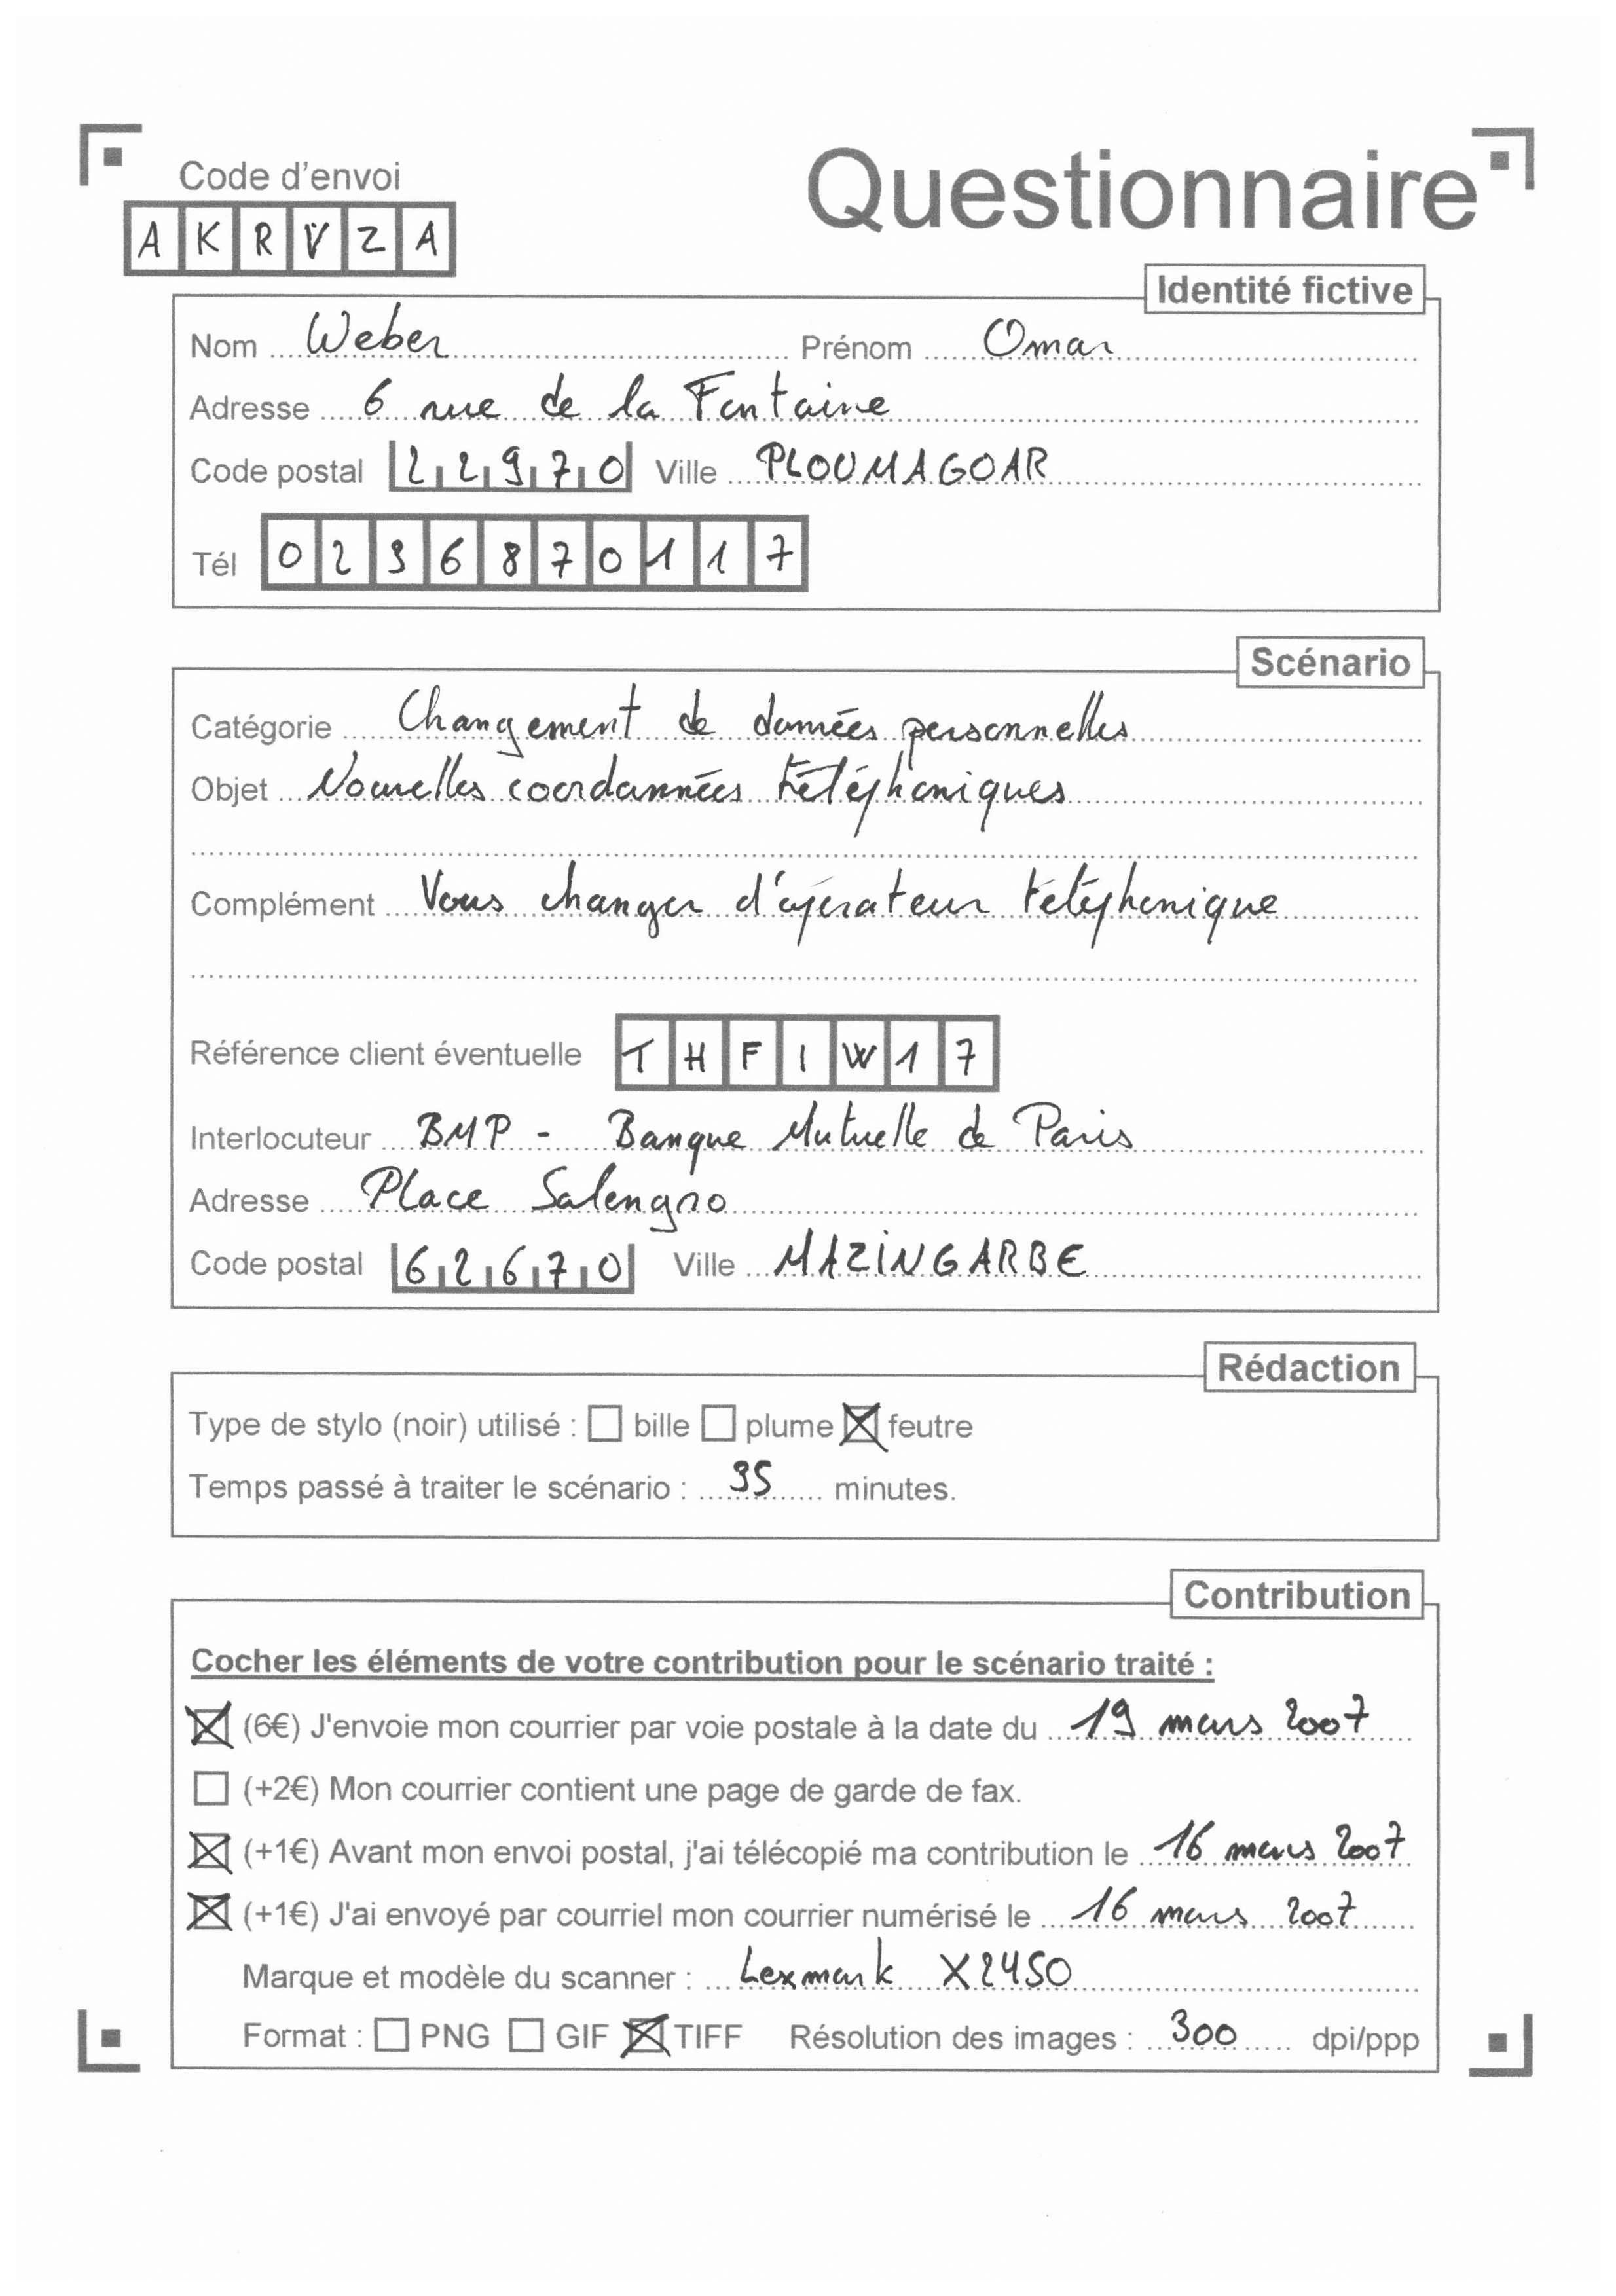 Code d'envoi
Questionnaire
A K R V Z A
Identité fictive
Nom Weber Prénom Omar
Adresse 6 rue de la Fontaine
Code postal 22970 Ville PLOUMAGOAR
Tél 0236870117
Scénario
Catégorie Changement de données personnelles
Objet Nouvelles coordonnées téléphoniques
Complément Vous changer d'opérateur téléphonique
Référence client éventuelle T H F I W 1 7
Interlocuteur BMP - Banque Mutuelle de Paris
Adresse Place Salengro
Code postal 62670 Ville MAZINGARBE
Rédaction
Type de stylo (noir) utilisé : bille plume feutre
Temps passé à traiter le scénario : 35 minutes.
Contribution
Cocher les éléments de votre contribution pour le scénario traité :
(6€) J'envoie mon courrier par voie postale à la date du 19 mars 2007
(+2€) Mon courrier contient une page de garde de fax.
(+1€) Avant mon envoi postal, j'ai télécopié ma contribution le 16 mars 2007
(+1€) J'ai envoyé par courriel mon courrier numérisé le 16 mars 2007
Marque et modèle du scanner : Lexmark X2450
Format : PNG GIF TIFF Résolution des images : 300 dpi/ppp